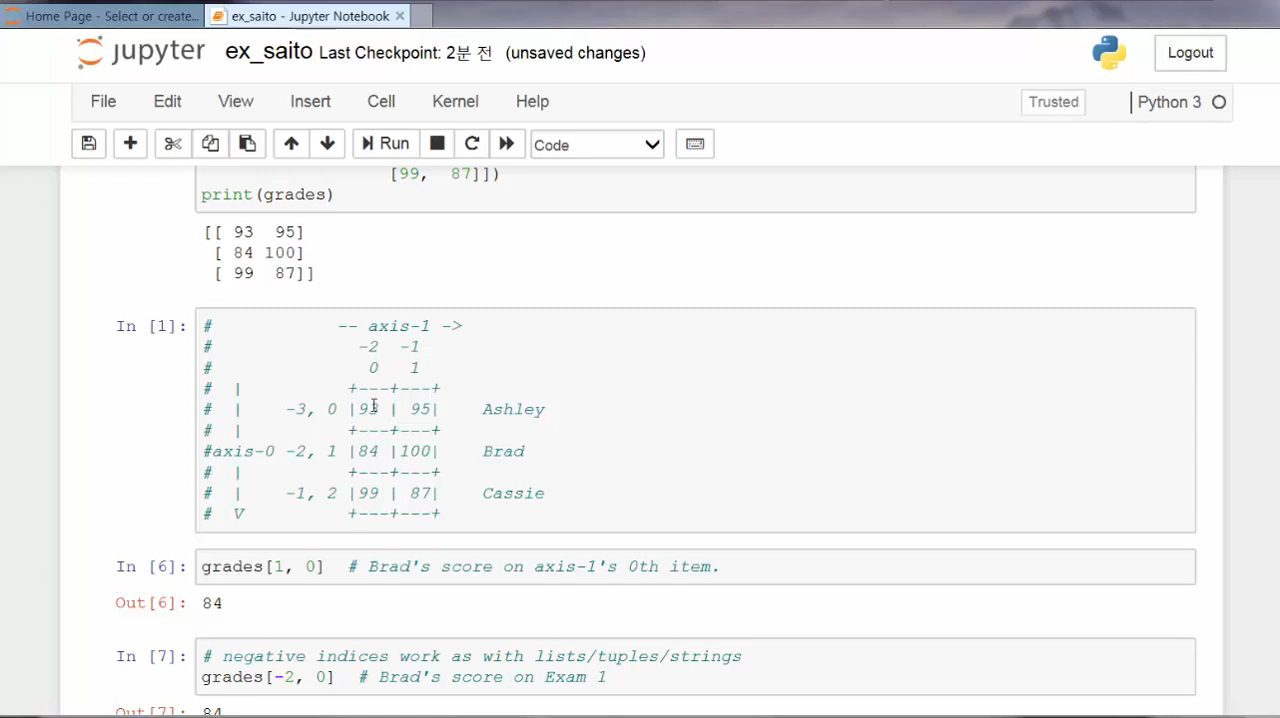 Home Page - Select or create...
ex_saito - Jupyter Notebook
jupyter ex_saito Last Checkpoint: 2분 전 (unsaved changes)
Logout
File Edit View Insert Cell Kernel Help
Trusted Python 3
Run Code
[99, 87]])
print(grades)
[[ 93 95]
[ 84 100]
[ 99 87]]
In [1]: # -- axis-1 ->
# -2 -1
# 0 1
# | +---+---+
# | -3, 0 |93 | 95| Ashley
# | +---+---+
#axis-0 -2, 1 |84 |100| Brad
# | +---+---+
# | -1, 2 |99 | 87| Cassie
# V +---+---+
In [6]: grades[1, 0] # Brad's score on axis-1's 0th item.
Out[6]: 84
In [7]: # negative indices work as with lists/tuples/strings
grades[-2, 0] # Brad's score on Exam 1
Out[7]: 84